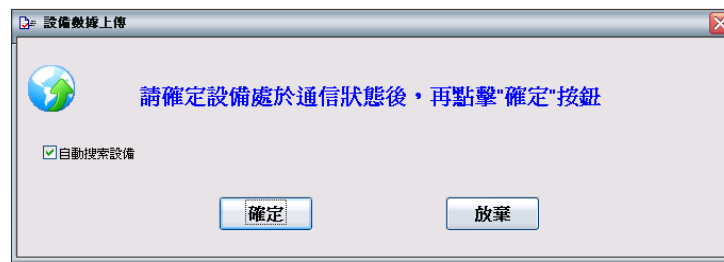 設備數據上傳
請確定設備處於通信狀態後，再點擊"確定"按鈕
自動搜索設備
確定
放棄